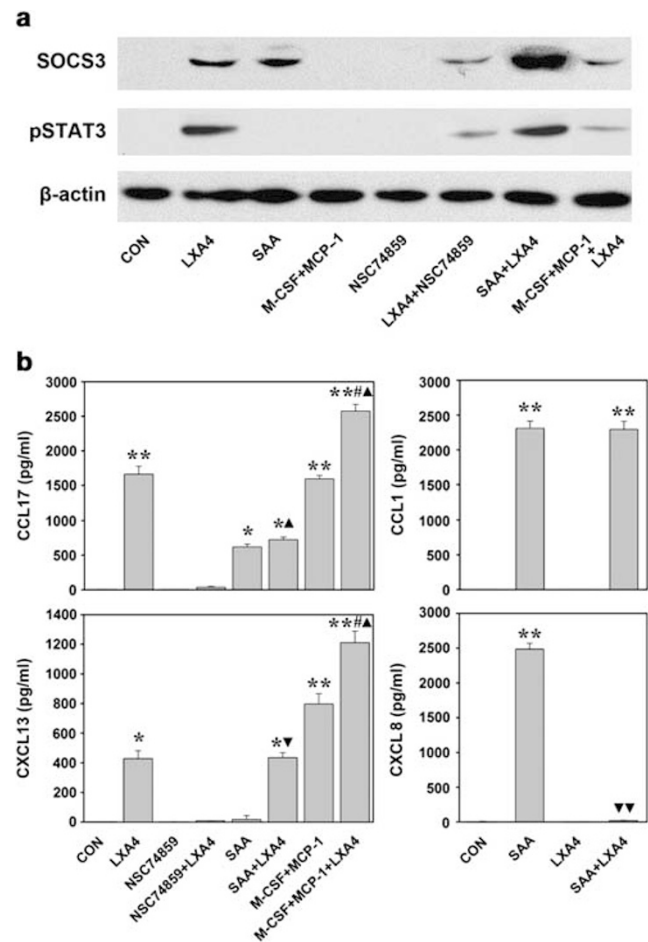 a
SOCS3
pSTAT3
β-actin
CON
LXA4
SAA
M-CSF+MCP-1
NSC74859
LXA4+NSC74859
SAA+LXA4
M-CSF+MCP-1
+ LXA4
b
3000
2500
2000
1500
1000
500
0
CCL17 (pg/ml)
**
*
*▲
**
**#▲
3000
2500
2000
1500
1000
500
0
CCL1 (pg/ml)
**
**
1400
1200
1000
800
600
400
200
0
CXCL13 (pg/ml)
*
*▼
**
**#▲
CON
LXA4
NSC74859
NSC74859+LXA4
SAA
SAA+LXA4
M-CSF+MCP-1
M-CSF+MCP-1+LXA4
3000
2500
2000
1500
1000
500
0
CXCL 8 (pg/ml)
**
▼▼
CON
SAA
LXA4
SAA+LXA4